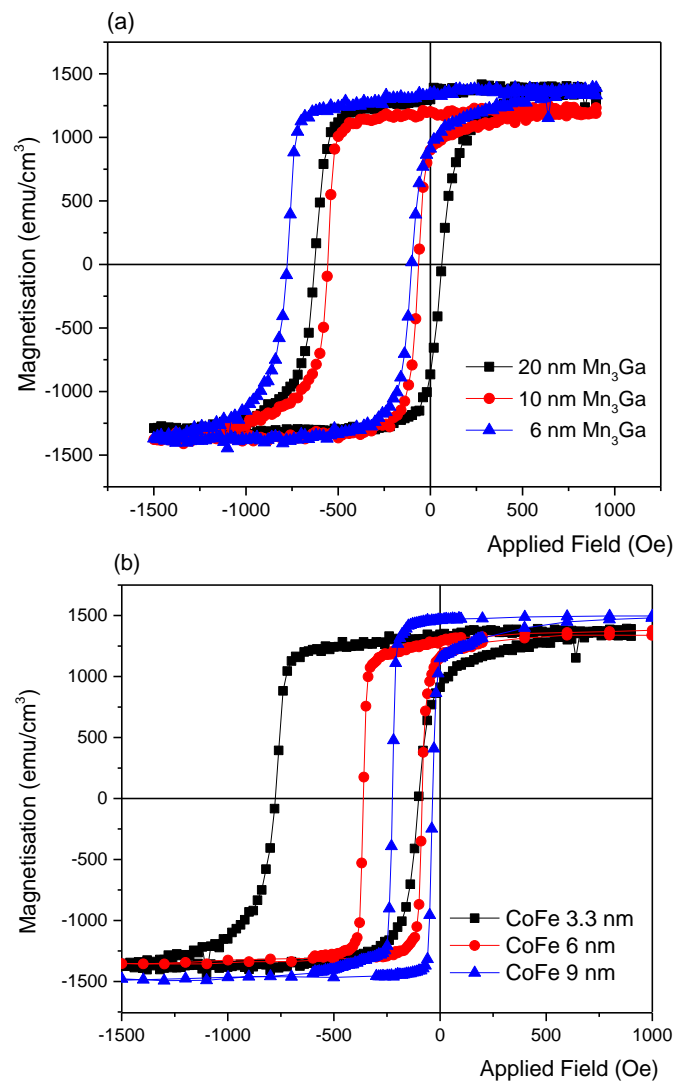 (a)
1500
1000
500
0
-500
-1000
-1500
Magnetisation (emu/cm³)
20 nm Mn₃Ga
10 nm Mn₃Ga
6 nm Mn₃Ga
-1500 -1000 -500 0 500 1000
Applied Field (Oe)
(b)
1500
1000
500
0
-500
-1000
-1500
Magnetisation (emu/cm³)
CoFe 3.3 nm
CoFe 6 nm
CoFe 9 nm
-1500 -1000 -500 0 500 1000
Applied Field (Oe)